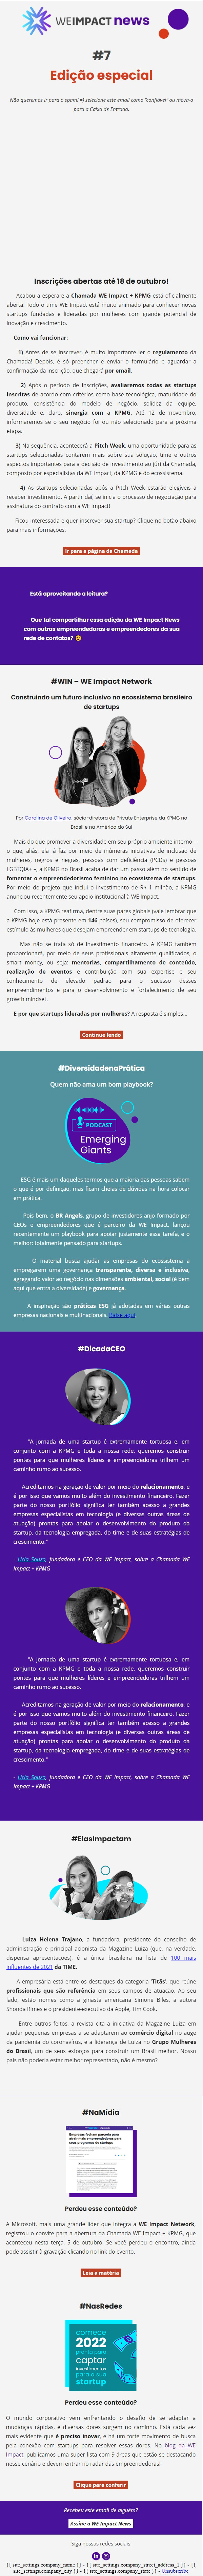 WEIMPACT news
#7
Edição especial
Não queremos ir para o spam! =) selecione este email como "confiável" ou mova-o
para a Caixa de Entrada.
Inscrições abertas até 18 de outubro!
Acabou a espera e a Chamada WE Impact + KPMG está oficialmente
aberta! Todo o time WE Impact está muito animado para conhecer novas
startups fundadas e lideradas por mulheres com grande potencial de
inovação e crescimento.
Como vai funcionar:
1) Antes de se inscrever, é muito importante ler o regulamento da
Chamada! Depois, é só preencher e enviar o formulário e aguardar a
confirmação da inscrição, que chegará por email.
2) Após o período de inscrições, avaliaremos todas as startups
inscritas de acordo com critérios como base tecnológica, maturidade de
produto, consistência do modelo de negócio, solidez da equipe,
diversidade e, claro, sinergia com a KPMG. Até 12 de novembro,
informaremos se o seu negócio foi ou não selecionado para a próxima
etapa.
3) Na sequência, acontecerá a Pitch Week, uma oportunidade para as
startups selecionadas contarem mais sobre sua solução, time e outros
aspectos importantes para a decisão de investimento ao júri da Chamada,
composto por especialistas da WE Impact, da KPMG e do ecossistema.
4) As startups selecionadas após a Pitch Week estarão elegíveis a
receber investimento. A partir daí, se inicia o processo de negociação para
assinatura do contrato com a WE Impact!
Ficou interessada e quer inscrever sua startup? Clique no botão abaixo
para mais informações:
Ir para a página da Chamada
Está aproveitando a leitura?
Que tal compartilhar essa edição da WE Impact News
com outras empreendedoras e empreendedores da sua
rede de contatos? 😉
#WIN – WE Impact Network
Construindo um futuro inclusivo no ecossistema brasileiro
de startups
Por Carolina de Oliveira, sócia-diretora de Private Enterprise da KPMG no
Brasil e na América do Sul
Mais do que promover a diversidade em seu próprio ambiente interno –
o que, aliás, ela já faz por meio de inúmeras iniciativas de inclusão de
mulheres, negros e negras, pessoas com deficiência (PCDs) e pessoas
LGBTQIA+ –, a KPMG no Brasil acaba de dar um passo além no sentido de
fomentar o empreendedorismo feminino no ecossistema de startups.
Por meio do projeto que trará o investimento de R$ 1 milhão, a KPMG
anunciou recentemente seu apoio institucional à WE Impact.
Com isso, a KPMG reafirma, dentre suas pares globais (vale lembrar que
a KPMG hoje está presente em 146 países), seu compromisso de oferecer
estímulo às mulheres que desejam empreender em startups de tecnologia.
Mas não se trata só de investimento financeiro. A KPMG também
proporcionará, por meio de seus profissionais altamente qualificados, o
smart money, ou seja: mentorias, compartilhamento de conteúdo,
realização de eventos e contribuição com sua expertise e seu
conhecimento de elevado padrão para o sucesso desses
empreendimentos e para o desenvolvimento e fortalecimento de seu
growth mindset.
E por que startups lideradas por mulheres? A resposta é simples...
Continue lendo
#DiversidadenaPrática
Quem não ama um bom playbook?
PODCAST
Emerging
Giants
ESG é mais um daqueles termos que a maioria das pessoas sabem
o que é por definição, mas ficam cheios de dúvidas na hora colocar
em prática.
Pois bem, o BR Angels, grupo de investidores anjo formado por
CEOs e empreendedores que é parceiro da WE Impact, lançou
recentemente um playbook para apoiar justamente essa tarefa, e o
melhor: totalmente pensado para startups.
O material busca ajudar as empresas do ecossistema a
empregarem uma governança transparente, diversa e inclusiva,
agregando valor ao negócio nas dimensões ambiental, social (é bem
aqui que entra a diversidade) e governança.
A inspiração são práticas ESG já adotadas em várias outras
empresas nacionais e multinacionais. Baixe aqui!
#DicadaCEO
"A jornada de uma startup é extremamente tortuosa e, em
conjunto com a KPMG e toda a nossa rede, queremos construir
pontes para que mulheres líderes e empreendedoras trilhem um
caminho rumo ao sucesso.
Acreditamos na geração de valor por meio do relacionamento, e
é por isso que vamos muito além do investimento financeiro. Fazer
parte do nosso portfólio significa ter também acesso a grandes
empresas especialistas em tecnologia (e diversas outras áreas de
atuação) prontas para apoiar o desenvolvimento do produto da
startup, da tecnologia empregada, do time e de suas estratégias de
crescimento."
- Lícia Souza, fundadora e CEO da WE Impact, sobre a Chamada WE
Impact + KPMG
"A jornada de uma startup é extremamente tortuosa e, em
conjunto com a KPMG e toda a nossa rede, queremos construir
pontes para que mulheres líderes e empreendedoras trilhem um
caminho rumo ao sucesso.
Acreditamos na geração de valor por meio do relacionamento, e
é por isso que vamos muito além do investimento financeiro. Fazer
parte do nosso portfólio significa ter também acesso a grandes
empresas especialistas em tecnologia (e diversas outras áreas de
atuação) prontas para apoiar o desenvolvimento do produto da
startup, da tecnologia empregada, do time e de suas estratégias de
crescimento."
- Lícia Souza, fundadora e CEO da WE Impact, sobre a Chamada WE
Impact + KPMG
#ElasImpactam
Luiza Helena Trajano, a fundadora, presidente do conselho de
administração e principal acionista da Magazine Luiza (que, na verdade,
dispensa apresentações), é a única brasileira na lista de 100 mais
influentes de 2021 da TIME.
A empresária está entre os destaques da categoria 'Titãs', que reúne
profissionais que são referência em seus campos de atuação. Ao seu
lado, estão nomes como a ginasta americana Simone Biles, a autora
Shonda Rimes e o presidente-executivo da Apple, Tim Cook.
Entre outros feitos, a revista cita a iniciativa da Magazine Luiza em
ajudar pequenas empresas a se adaptarem ao comércio digital no auge
da pandemia do coronavírus, e a liderança de Luiza no Grupo Mulheres
do Brasil, um de seus esforços para construir um Brasil melhor. Nosso
país não poderia estar melhor representado, não é mesmo?
#NaMídia
Empresas fecham parceria para
atrair mais empreendedoras para
seus programas de startups
Perdeu esse conteúdo?
A Microsoft, mais uma grande líder que integra a WE Impact Network,
registrou o convite para a abertura da Chamada WE Impact + KPMG, que
aconteceu nesta terça, 5 de outubro. Se você perdeu o encontro, ainda
pode assistir à gravação clicando no link do evento.
Leia a matéria
#NasRedes
comece
2022
pronta para
captar
investimentos
para a sua
startup
Perdeu esse conteúdo?
O mundo corporativo vem enfrentando o desafio de se adaptar a
mudanças rápidas, e diversas dores surgem no caminho. Está cada vez
mais evidente que é preciso inovar, e há um forte movimento de busca
pela conexão com startups para resolver essas dores. No blog da WE
Impact, publicamos uma super lista com 9 áreas que estão se destacando
nesse cenário e devem entrar no radar das empreendedoras!
Clique para conferir
Recebeu este email de alguém?
Assine a WE Impact News
Siga nossas redes sociais
{{ site_settings.company_name }} - {{ site_settings.company_street_address_1 }} - {{
site_settings.company_city }} - {{ site_settings.company_state }} - Unsubscribe